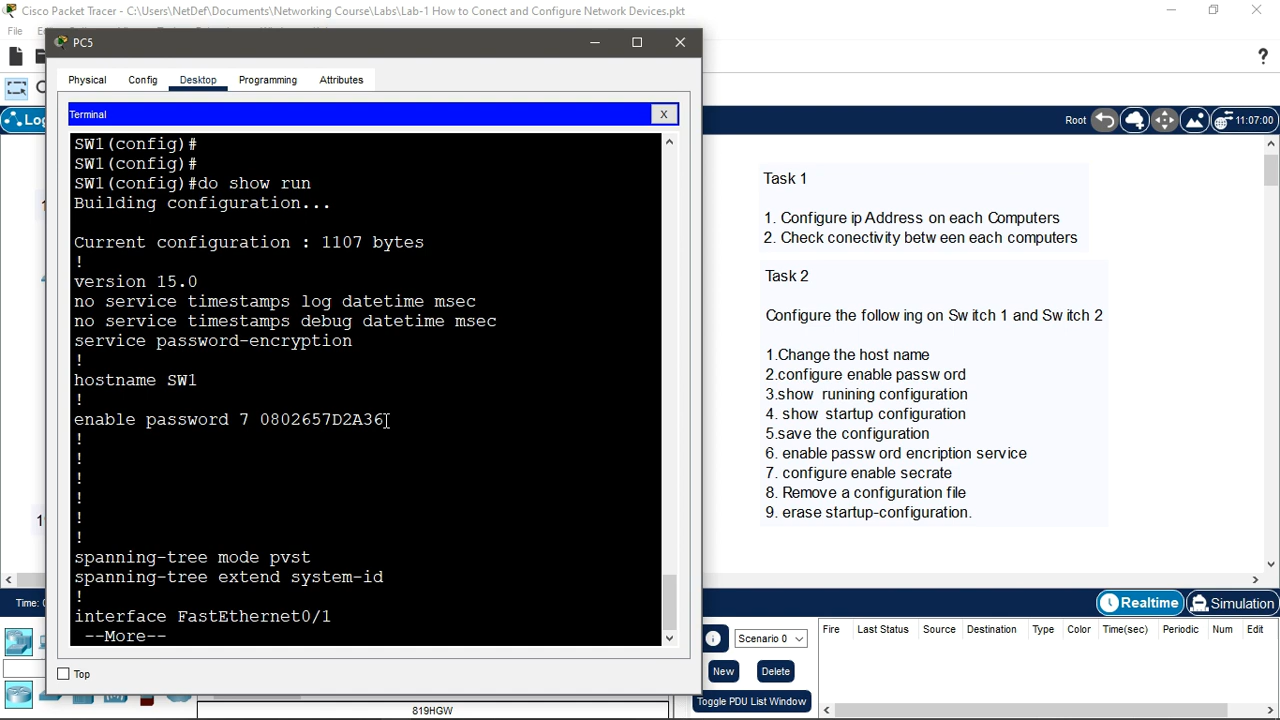 Cisco Packet Tracer - C:\Users\NetDef\Documents\Networking Course\Labs\Lab-1 How to Conect and Configure Network Devices.pkt
File
PC5
?
Physical Config Desktop Programming Attributes
Terminal X
Log
Root 11:07:00
SW1(config)#
SW1(config)#
SW1(config)#do show run
Building configuration...
Current configuration : 1107 bytes
!
version 15.0
no service timestamps log datetime msec
no service timestamps debug datetime msec
service password-encryption
!
hostname SW1
!
enable password 7 0802657D2A36
!
!
!
!
!
!
spanning-tree mode pvst
spanning-tree extend system-id
!
interface FastEthernet0/1
--More--
Top
Task 1
1. Configure ip Address on each Computers
2. Check conectivity betw een each computers
Task 2
Configure the follow ing on Sw itch 1 and Sw itch 2
1.Change the host name
2.configure enable passw ord
3.show runining configuration
4. show startup configuration
5.save the configuration
6. enable passw ord encription service
7. configure enable secrate
8. Remove a configuration file
9. erase startup-configuration.
Time:
Realtime Simulation
Scenario 0
Fire Last Status Source Destination Type Color Time(sec) Periodic Num Edit
New Delete
Toggle PDU List Window
819HGW